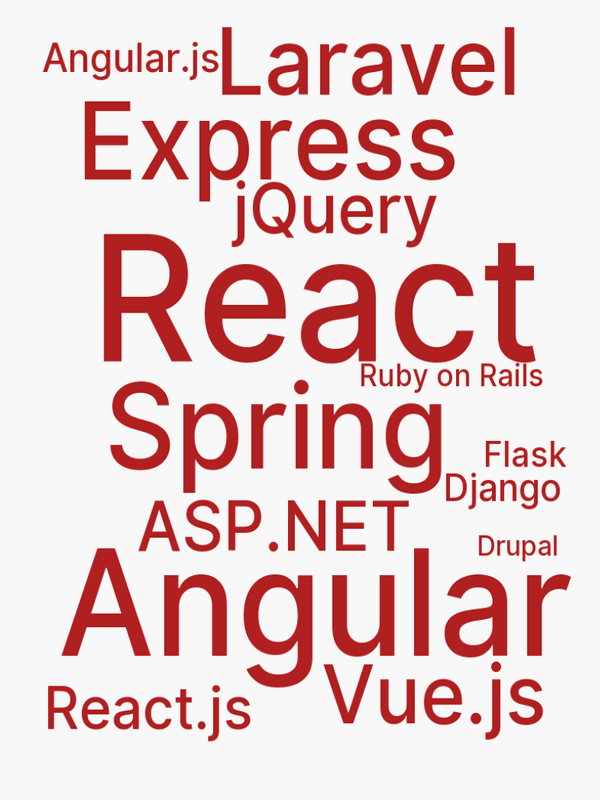 Angular.js
Laravel
Express
jQuery
React
Ruby on Rails
Spring
Flask
Django
ASP.NET
Drupal
Angular
Vue.js
React.js